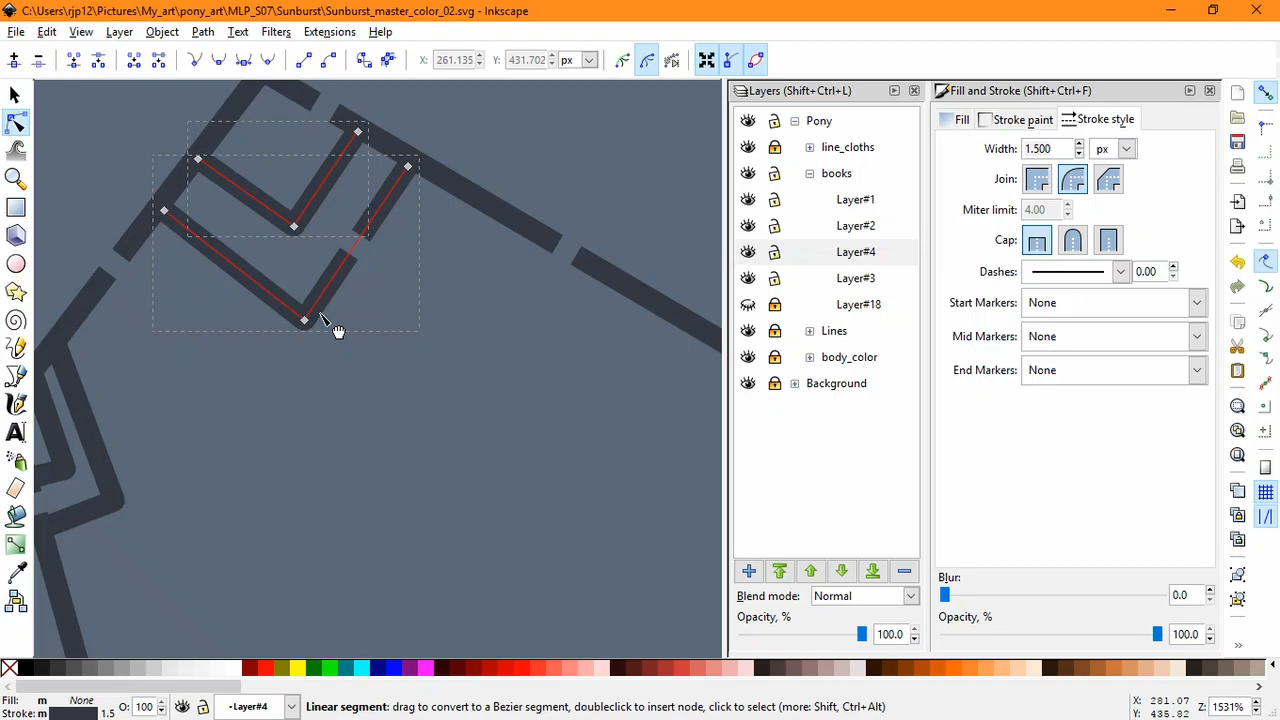 C:\Users\rjp12\Pictures\My_art\pony_art\MLP_S07\Sunburst\Sunburst_master_color_02.svg - Inkscape
File Edit View Layer Object Path Text Filters Extensions Help
X: 261.135 Y: 431.702 px
Layers (Shift+Ctrl+L)
Pony
line_cloths
books
Layer#1
Layer#2
Layer#4
Layer#3
Layer#18
Lines
body_color
Background
Blend mode: Normal
Opacity, % 
100.0
Fill and Stroke (Shift+Ctrl+F)
Fill Stroke paint Stroke style
Width: 1.500 px
Join:
Miter limit: 4.00
Cap:
Dashes: 0.00
Start Markers: None
Mid Markers: None
End Markers: None
Blur:
0.0
Opacity, %
100.0
Fill: m None O: 100 Layer#4 Linear segment: drag to convert to a Bezier segment, doubleclick to insert node, click to select (more: Shift, Ctrl+Alt) X: 281.07 Z: 1531%
Stroke: m 1.5 Y: 435.82